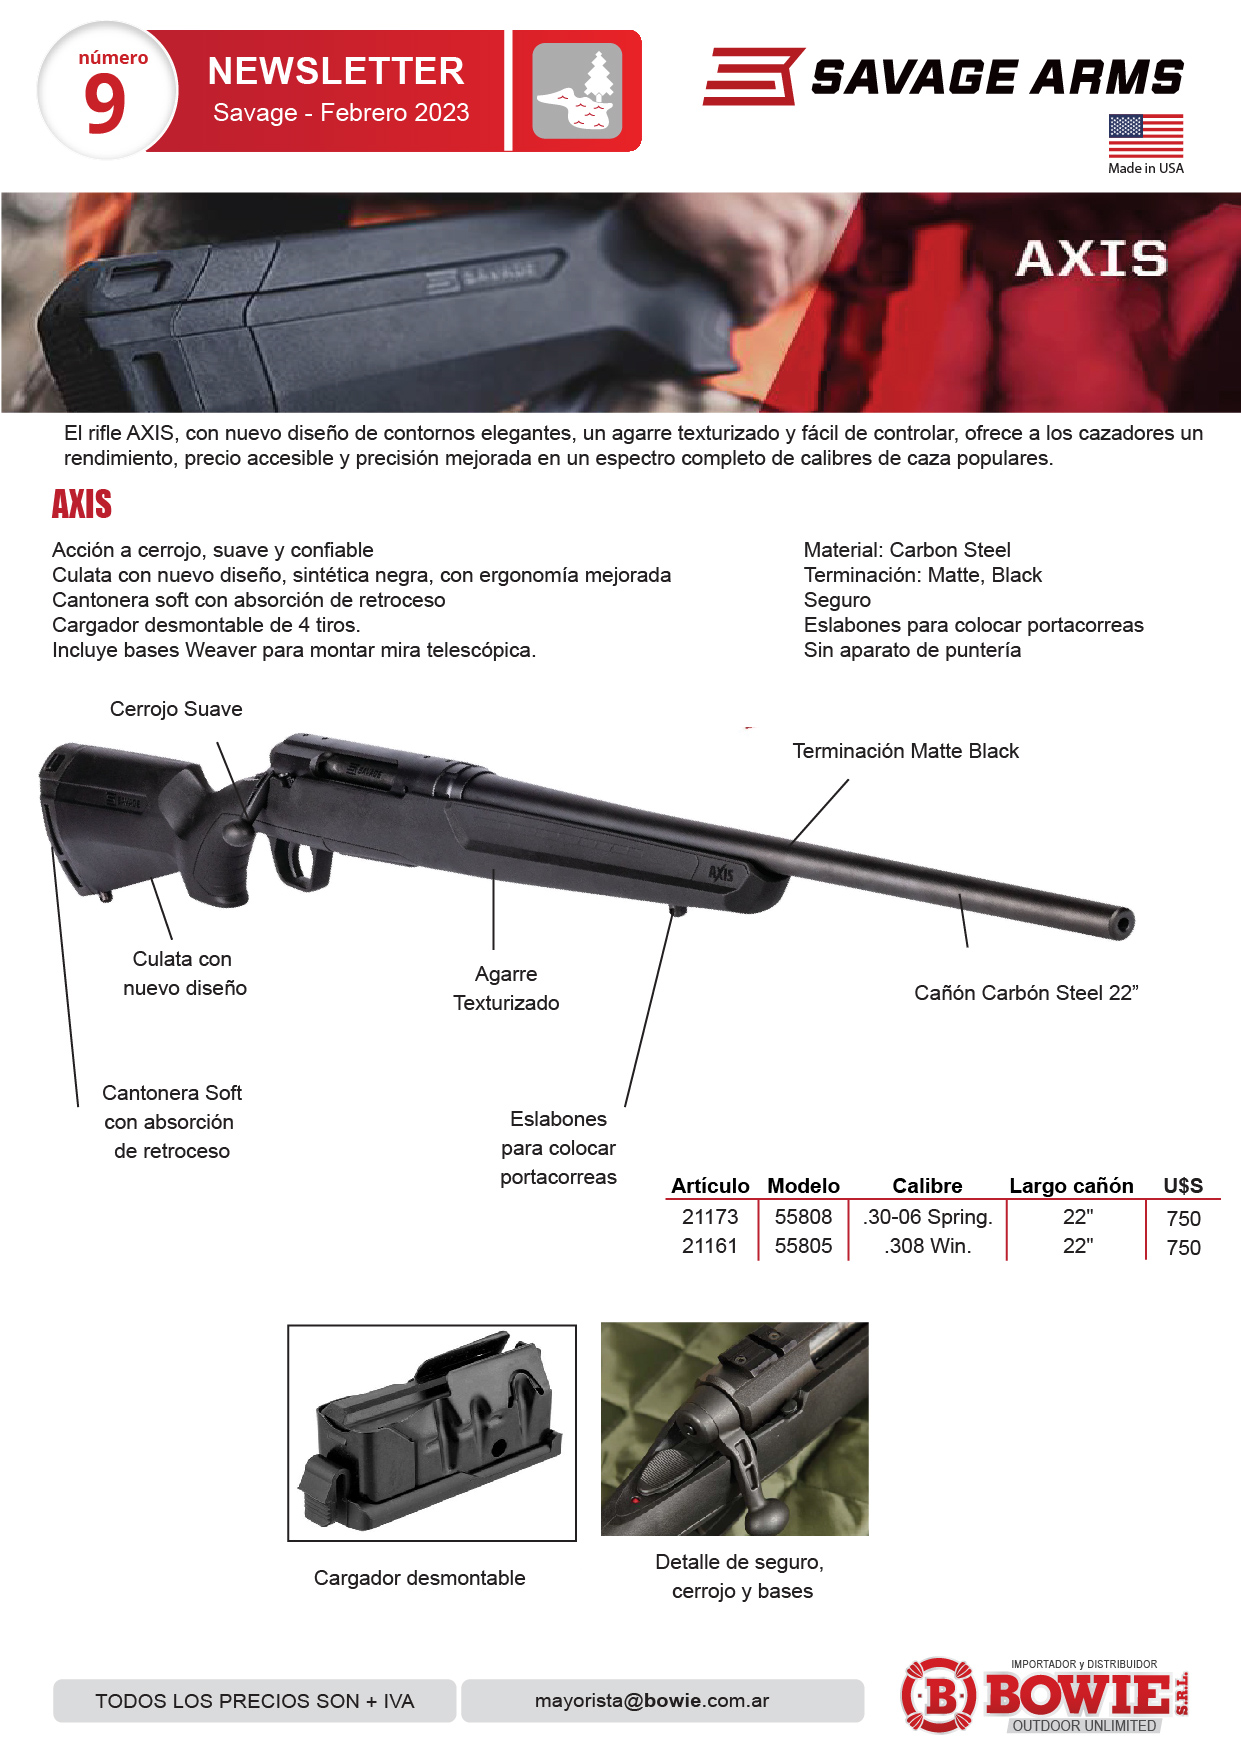 número
9
NEWSLETTER
Savage - Febrero 2023
SAVAGE ARMS
Made in USA
SAVAGE
AXIS
El rifle AXIS, con nuevo diseño de contornos elegantes, un agarre texturizado y fácil de controlar, ofrece a los cazadores un
rendimiento, precio accesible y precisión mejorada en un espectro completo de calibres de caza populares.
AXIS
Acción a cerrojo, suave y confiable
Culata con nuevo diseño, sintética negra, con ergonomía mejorada
Cantonera soft con absorción de retroceso
Cargador desmontable de 4 tiros.
Incluye bases Weaver para montar mira telescópica.
Material: Carbon Steel
Terminación: Matte, Black
Seguro
Eslabones para colocar portacorreas
Sin aparato de puntería
Cerrojo Suave
Terminación Matte Black
SAVAGE
SAVAGE
AXIS
Culata con
nuevo diseño
Agarre
Texturizado
Cañón Carbón Steel 22”
Cantonera Soft
con absorción
de retroceso
Eslabones
para colocar
portacorreas
Artículo Modelo Calibre Largo cañón U$S
21173 55808 .30-06 Spring. 22" 750
21161 55805 .308 Win. 22" 750
Cargador desmontable
Detalle de seguro,
cerrojo y bases
TODOS LOS PRECIOS SON + IVA
mayorista@bowie.com.ar
IMPORTADOR y DISTRIBUIDOR
B BOWIE S.R.L.
OUTDOOR UNLIMITED